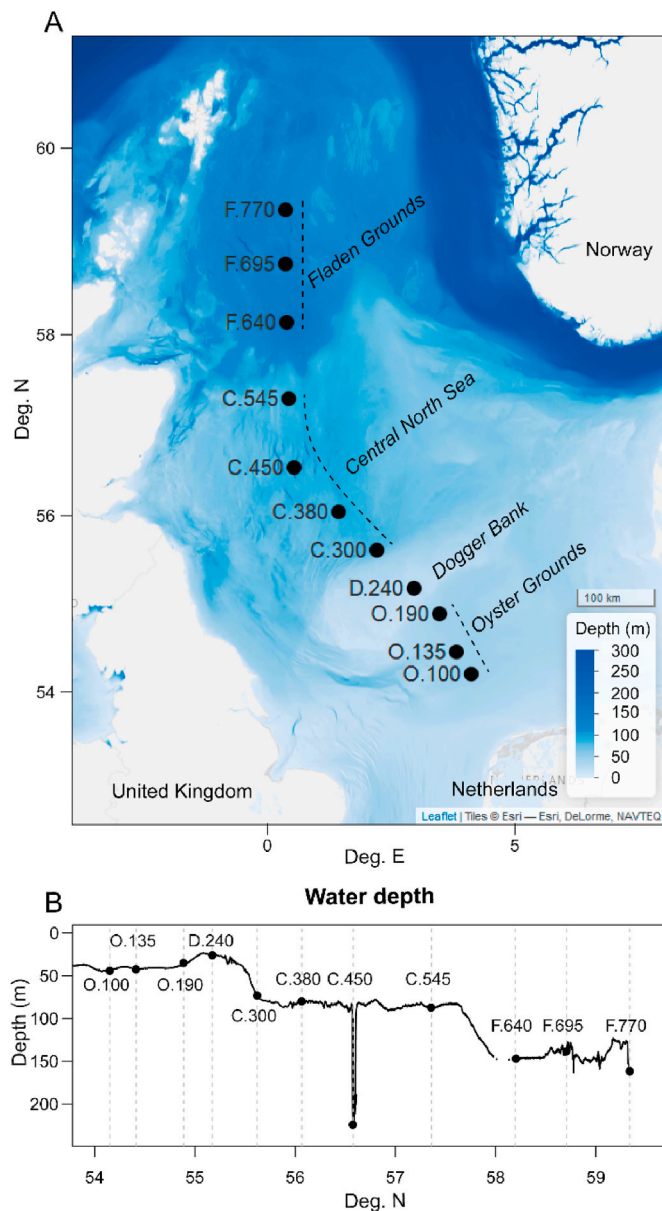 A
60
58
56
54
Deg. N
F.770
F.695
F.640
Fladen Grounds
Norway
C.545
Central North Sea
C.450
C.380
C.300
Dogger Bank
D.240
O.190
Oyster Grounds
O.135
O.100
100 km
Depth (m)
300
250
200
150
100
50
0
United Kingdom
Netherlands
Leaflet | Tiles © Esri — Esri, DeLorme, NAVTEQ
0
5
Deg. E
B
Water depth
0
50
100
150
200
Depth (m)
O.135
D.240
O.100
O.190
C.300
C.380
C.450
C.545
F.640
F.695
F.770
54
55
56
57
58
59
Deg. N